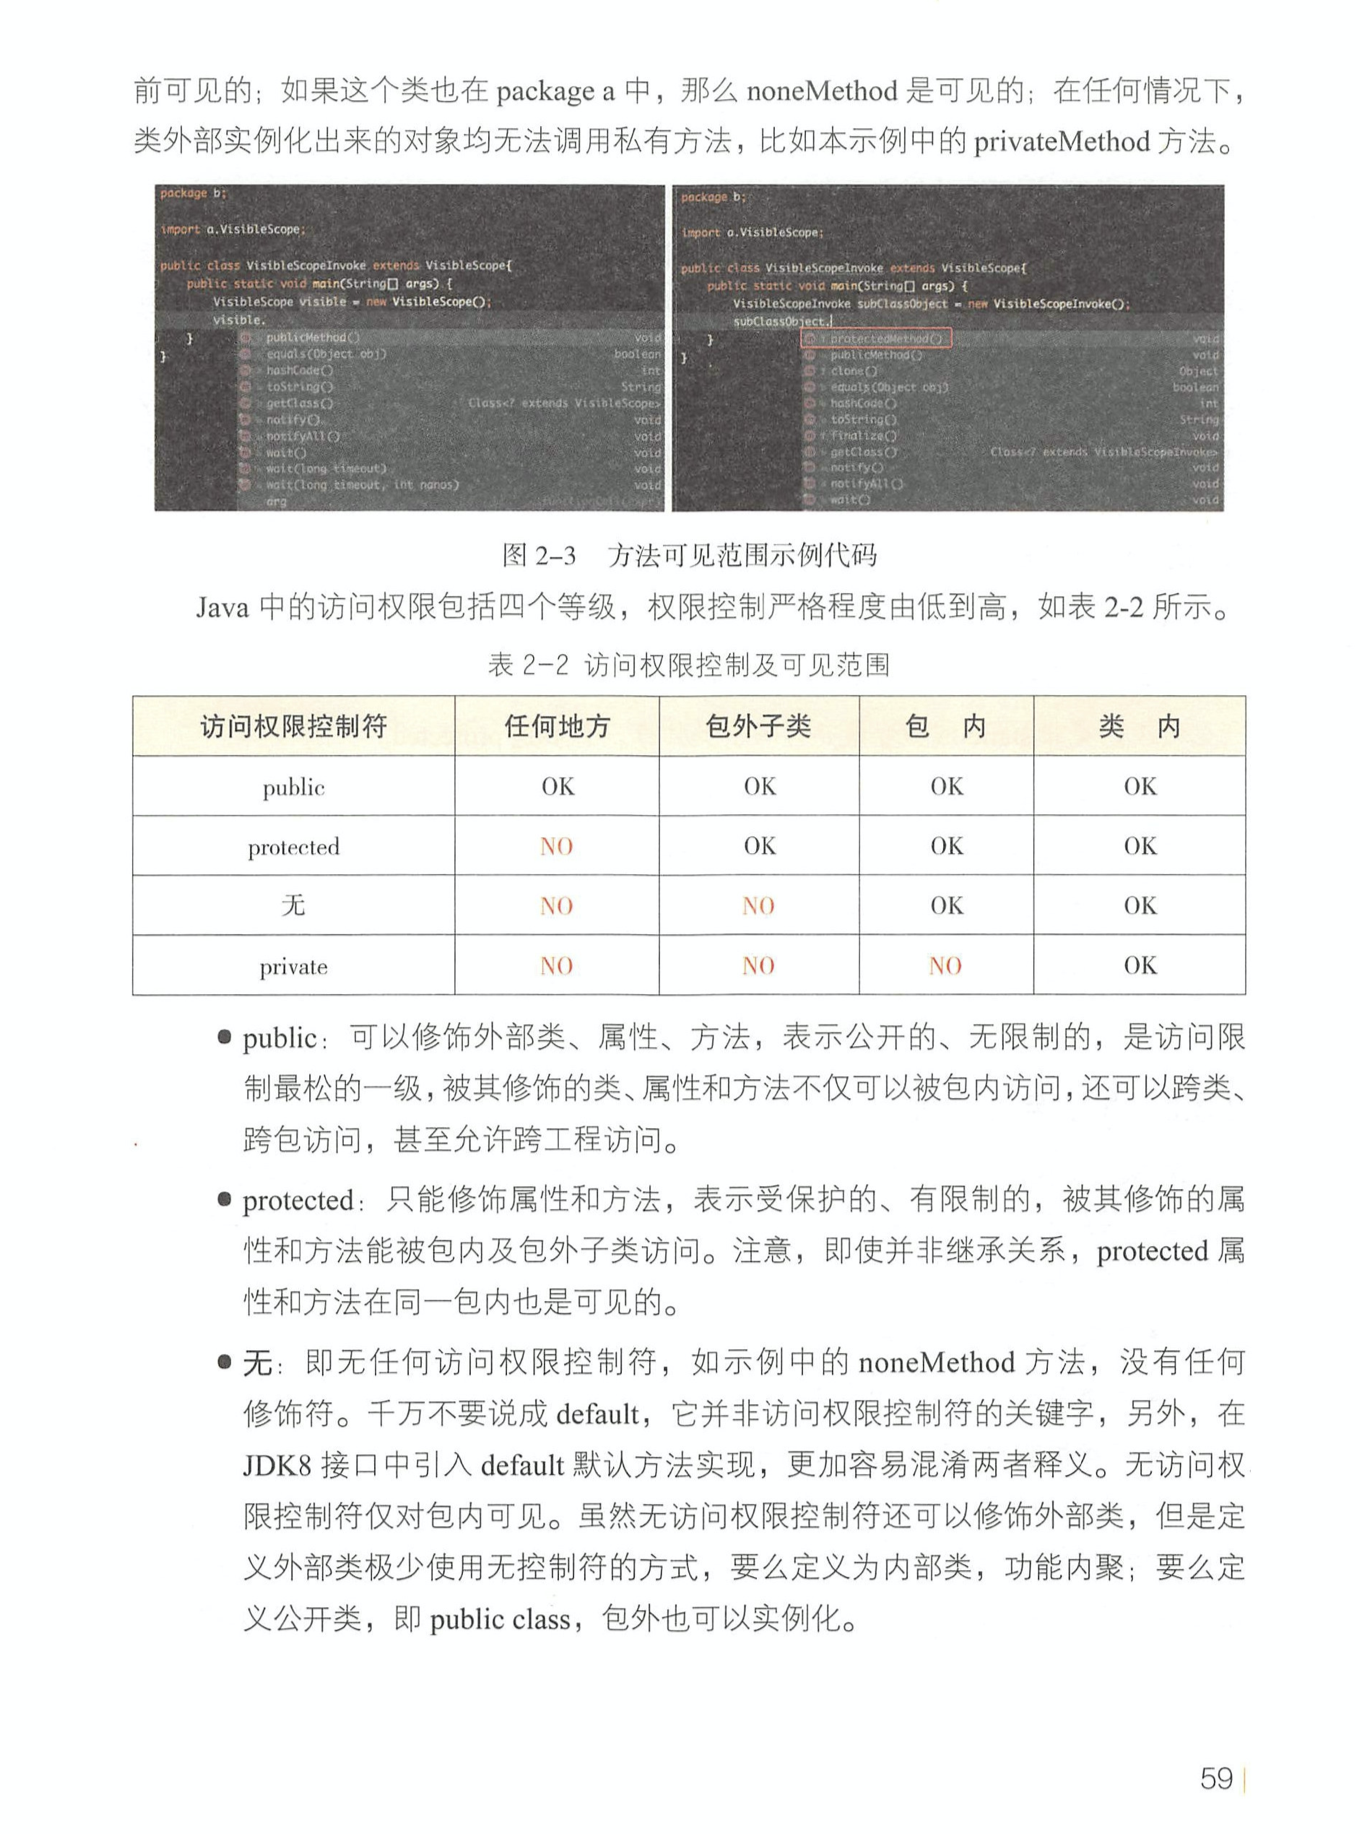 前可见的；如果这个类也在 package a 中，那么 noneMethod 是可见的；在任何情况下，
类外部实例化出来的对象均无法调用私有方法，比如本示例中的 privateMethod 方法。
package b;
import a.VisibleScope;
public class VisibleScopeInvoke extends VisibleScope{
public static void main(String[] args) {
VisibleScope visible = new VisibleScope();
visible.
publicMethod() void
equals(Object obj) boolean
hashCode() int
toString() String
getClass() Class<? extends VisibleScope>
notify() void
notifyAll() void
wait() void
wait(long timeout) void
wait(long timeout, int nanos) void
arg
}
}
package b;
import a.VisibleScope;
public class VisibleScopeInvoke extends VisibleScope{
public static void main(String[] args) {
VisibleScopeInvoke subClassObject = new VisibleScopeInvoke();
subClassObject.
protectedMethod() void
publicMethod() void
clone() Object
equals(Object obj) boolean
hashCode() int
toString() String
finalize() void
getClass() Class<? extends VisibleScopeInvoke>
notify() void
notifyAll() void
wait() void
}
}
图 2–3 方法可见范围示例代码
Java 中的访问权限包括四个等级，权限控制严格程度由低到高，如表 2-2 所示。
表 2–2 访问权限控制及可见范围
访问权限控制符 任何地方 包外子类 包 内 类 内
public OK OK OK OK
protected NO OK OK OK
无 NO NO OK OK
private NO NO NO OK
● public：可以修饰外部类、属性、方法，表示公开的、无限制的，是访问限
制最松的一级，被其修饰的类、属性和方法不仅可以被包内访问，还可以跨类、
跨包访问，甚至允许跨工程访问。
● protected：只能修饰属性和方法，表示受保护的、有限制的，被其修饰的属
性和方法能被包内及包外子类访问。注意，即使并非继承关系，protected 属
性和方法在同一包内也是可见的。
● 无：即无任何访问权限控制符，如示例中的 noneMethod 方法，没有任何
修饰符。千万不要说成 default，它并非访问权限控制符的关键字，另外，在
JDK8 接口中引入 default 默认方法实现，更加容易混淆两者释义。无访问权
限控制符仅对包内可见。虽然无访问权限控制符还可以修饰外部类，但是定
义外部类极少使用无控制符的方式，要么定义为内部类，功能内聚；要么定
义公开类，即 public class，包外也可以实例化。
59